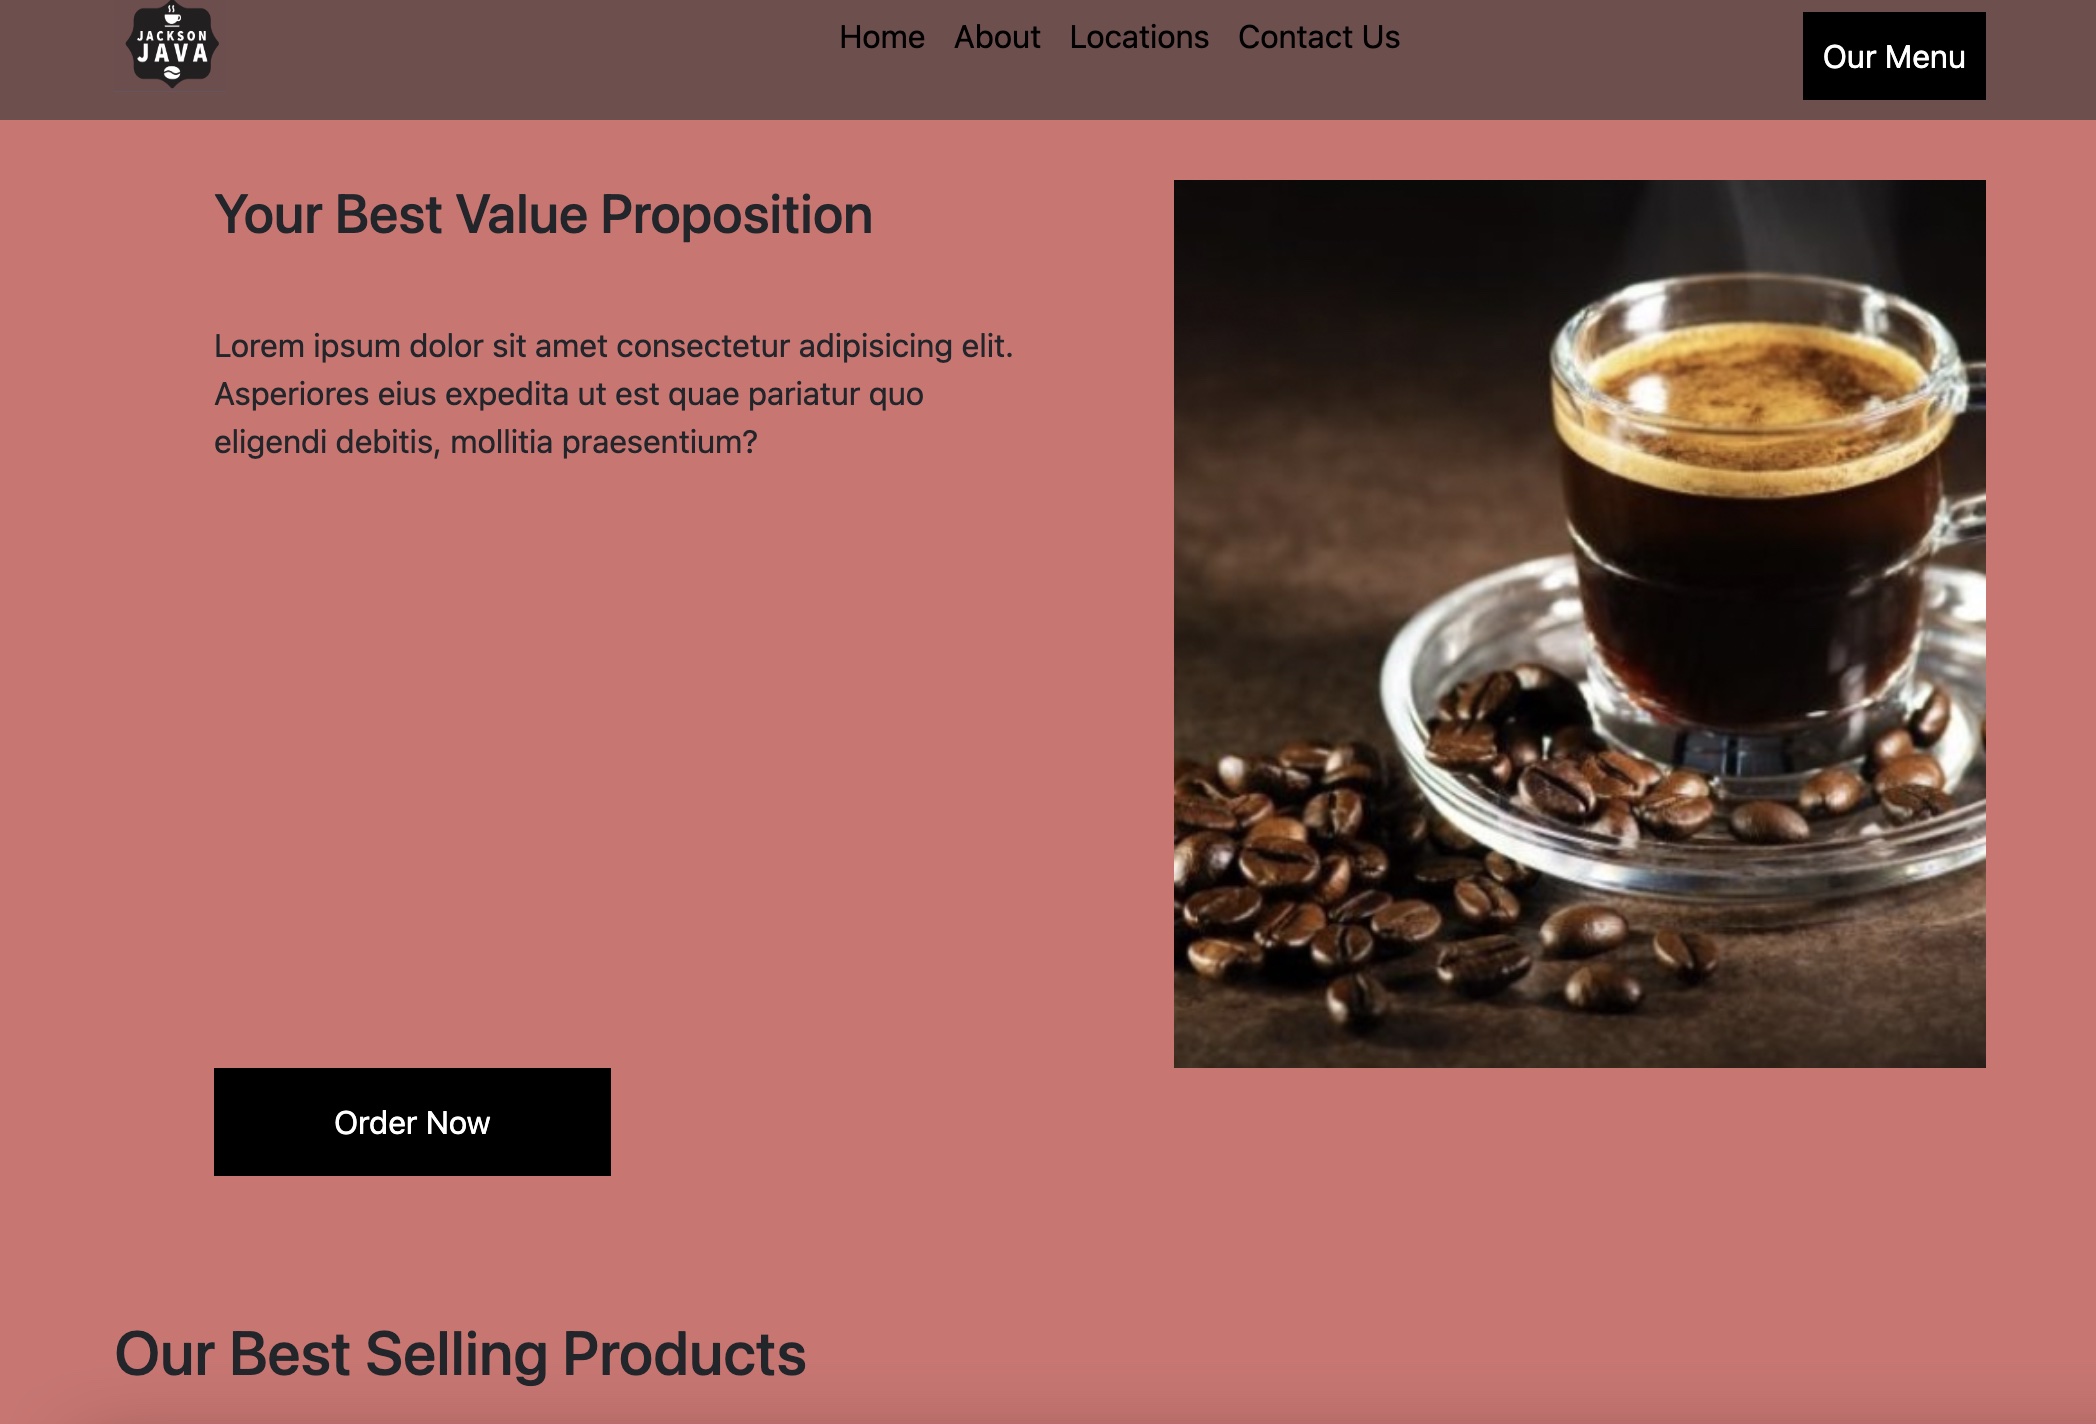 JACKSON
JAVA
Home About Locations Contact Us
Our Menu
Your Best Value Proposition
Lorem ipsum dolor sit amet consectetur adipisicing elit.
Asperiores eius expedita ut est quae pariatur quo
eligendi debitis, mollitia praesentium?
Order Now
Our Best Selling Products